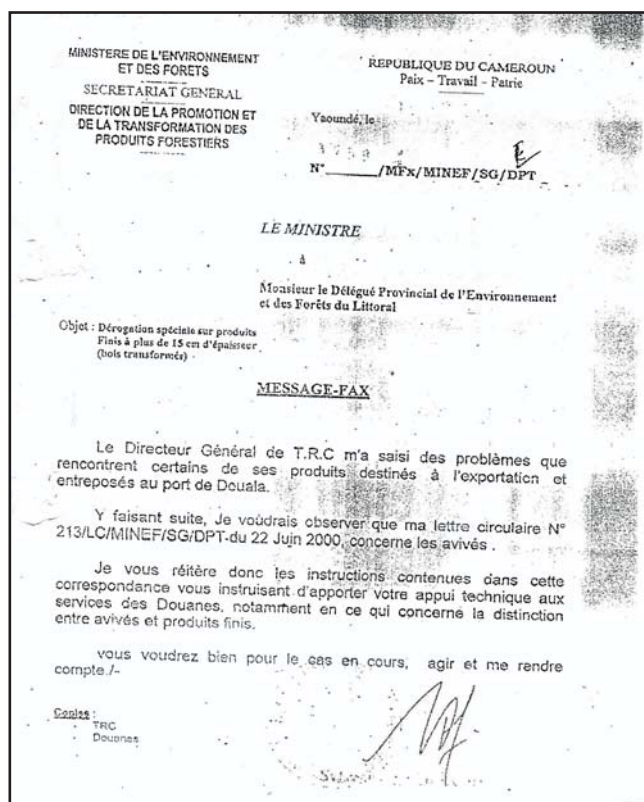 MINISTERE DE L'ENVIRONNEMENT
ET DES FORETS
SECRETARIAT GENERAL
DIRECTION DE LA PROMOTION ET
DE LA TRANSFORMATION DES
PRODUITS FORESTIERS
REPUBLIQUE DU CAMEROUN
Paix – Travail – Patrie
Yaoundé, le
N° /MFx/MINEF/SG/DPT
LE MINISTRE
à
Monsieur le Délégué Provincial de l'Environnement
et des Forêts du Littoral
Objet : Dérogation spéciale sur produits
Finis à plus de 15 cm d'épaisseur
(bois transformés)
MESSAGE-FAX
Le Directeur Général de T.R.C m'a saisi des problèmes que
rencontrent certains de ses produits destinés à l'exportation et
entreposés au port de Douala.
Y faisant suite, Je voudrais observer que ma lettre circulaire N°
213/LC/MINEF/SG/DPT du 22 Juin 2000, concerne les avivés .
Je vous réitère donc les instructions contenues dans cette
correspondance vous instruisant d'apporter votre appui technique aux
services des Douanes, notamment en ce qui concerne la distinction
entre avivés et produits finis.
vous voudrez bien pour le cas en cours, agir et me rendre
compte./-
Copies :
- TRC
- Douanes